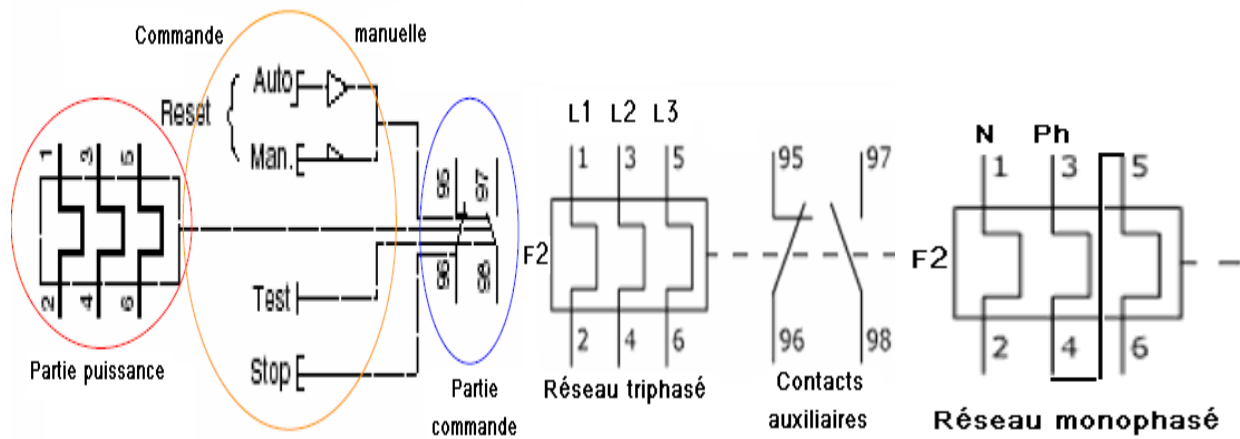 Commande manuelle
Auto
Reset
Man.
1 3 5
2 4 6
95 97
96 98
Test
Stop
Partie puissance
Partie
commande
L1 L2 L3
1 3 5
F2
2 4 6
Réseau triphasé
95 97
96 98
Contacts
auxiliaires
N Ph
1 3 5
F2
2 4 6
Réseau monophasé